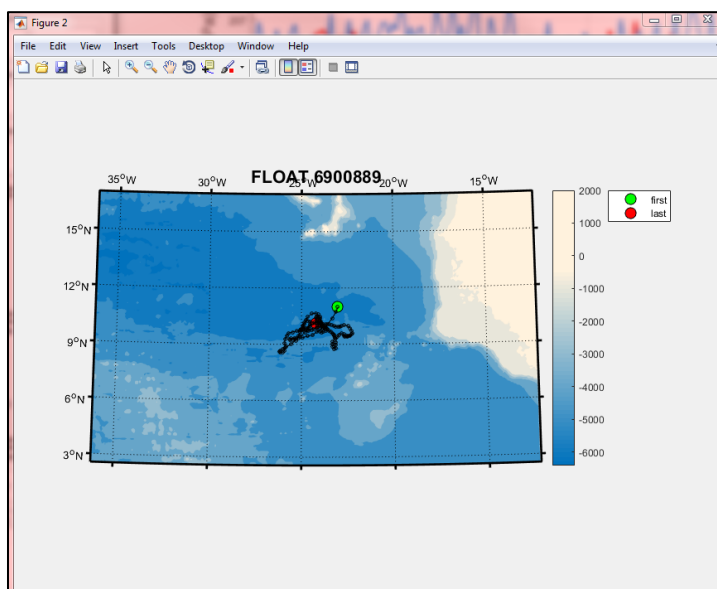 Figure 2
File Edit View Insert Tools Desktop Window Help
FLOAT 6900889
35°W 30°W 25°W 20°W 15°W
15°N
12°N
9°N
6°N
3°N
2000
1000
0
-1000
-2000
-3000
-4000
-5000
-6000
first
last